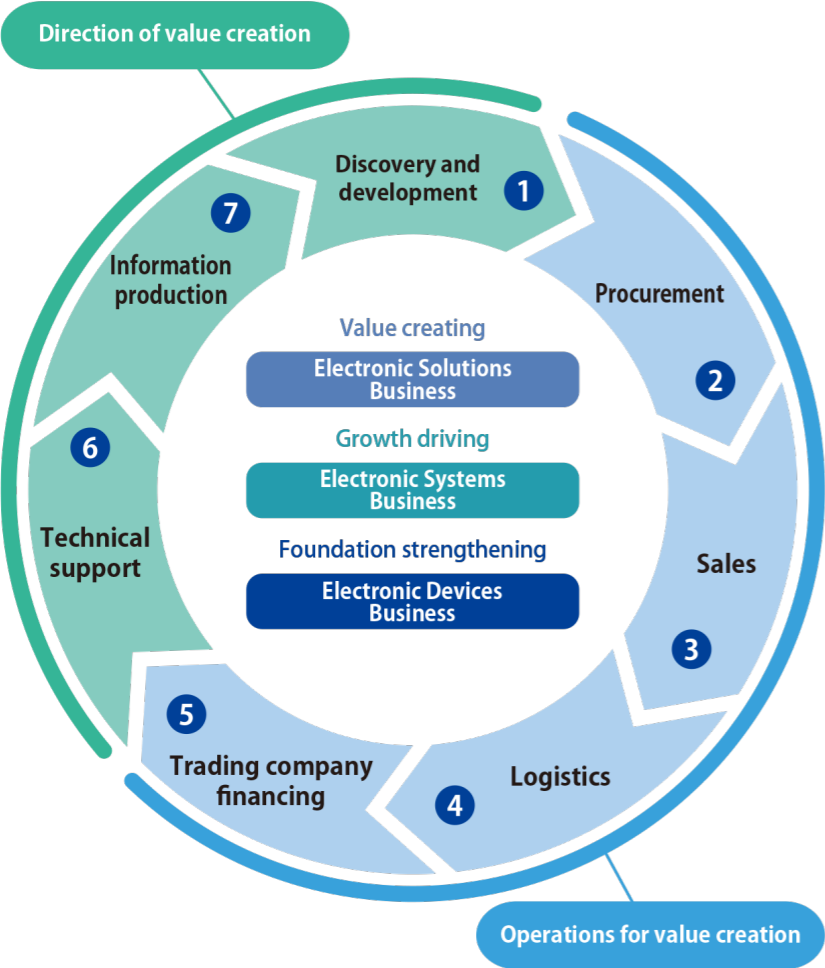 Direction of value creation
Discovery and
development
1
Procurement
2
Sales
3
Logistics
4
Trading company
financing
5
Technical
support
6
Information
production
7
Value creating
Electronic Solutions
Business
Growth driving
Electronic Systems
Business
Foundation strengthening
Electronic Devices
Business
Operations for value creation